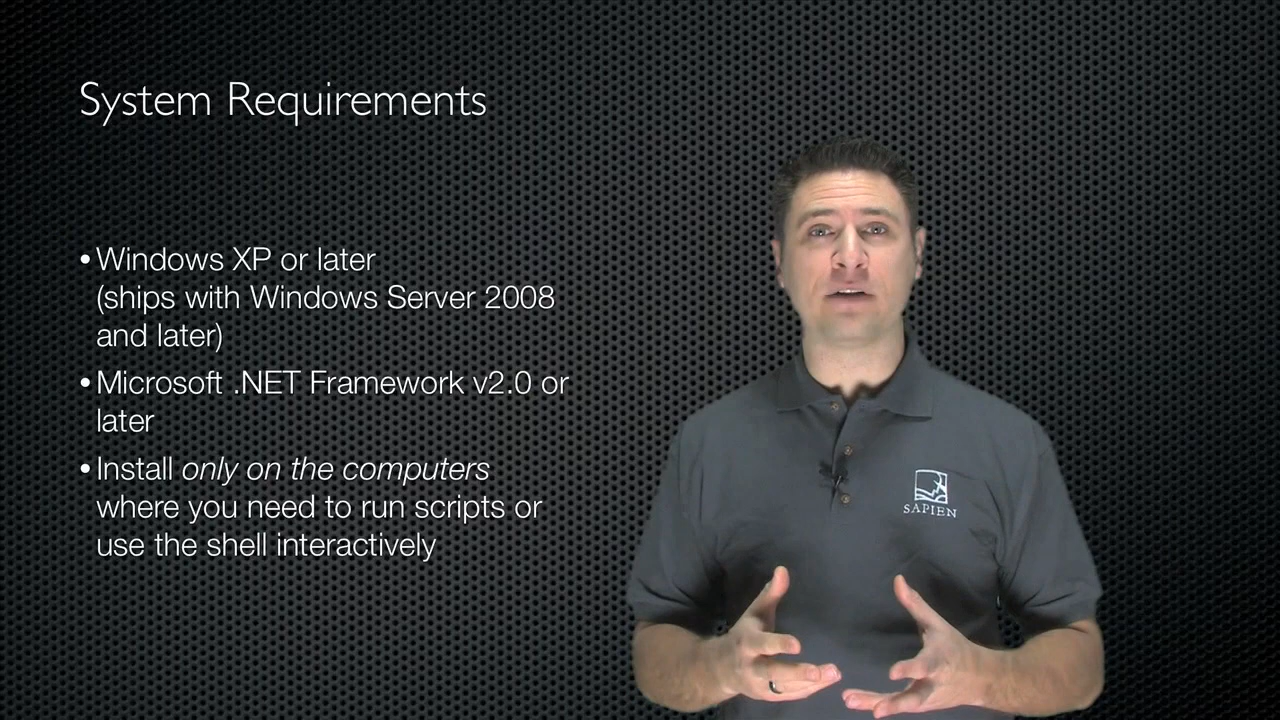 System Requirements
•Windows XP or later
(ships with Windows Server 2008
and later)
•Microsoft .NET Framework v2.0 or
later
•Install only on the computers
where you need to run scripts or
use the shell interactively
SAPIEN